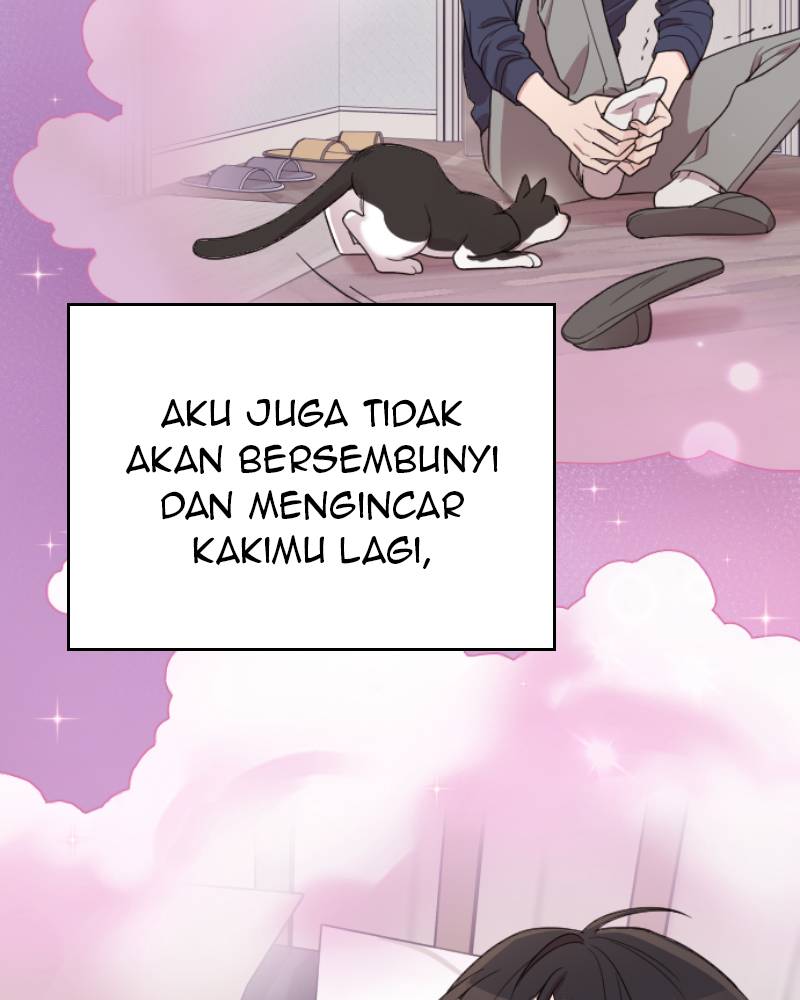 AKU JUGA TIDAK
AKAN BERSEMBUNYI
DAN MENGINCAR
KAKIMU LAGI,